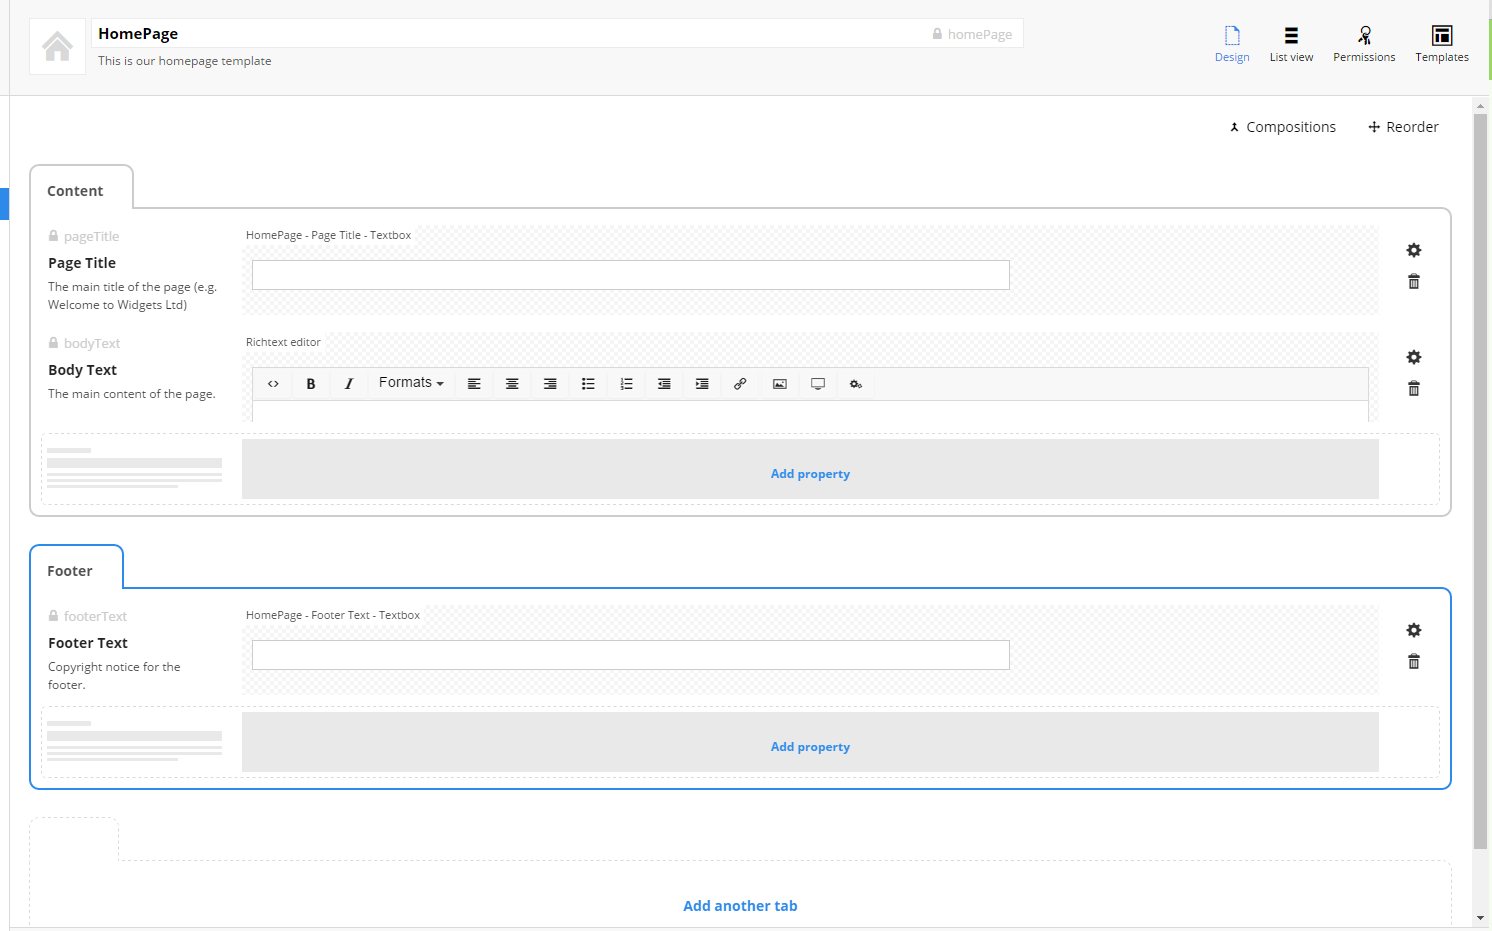 HomePage
homePage
This is our homepage template
Design
List view
Permissions
Templates
Compositions
Reorder
Content
pageTitle
Page Title
The main title of the page (e.g.
Welcome to Widgets Ltd)
HomePage - Page Title - Textbox
bodyText
Body Text
The main content of the page.
Richtext editor
B I Formats
Add property
Footer
footerText
Footer Text
Copyright notice for the
footer.
HomePage - Footer Text - Textbox
Add property
Add another tab